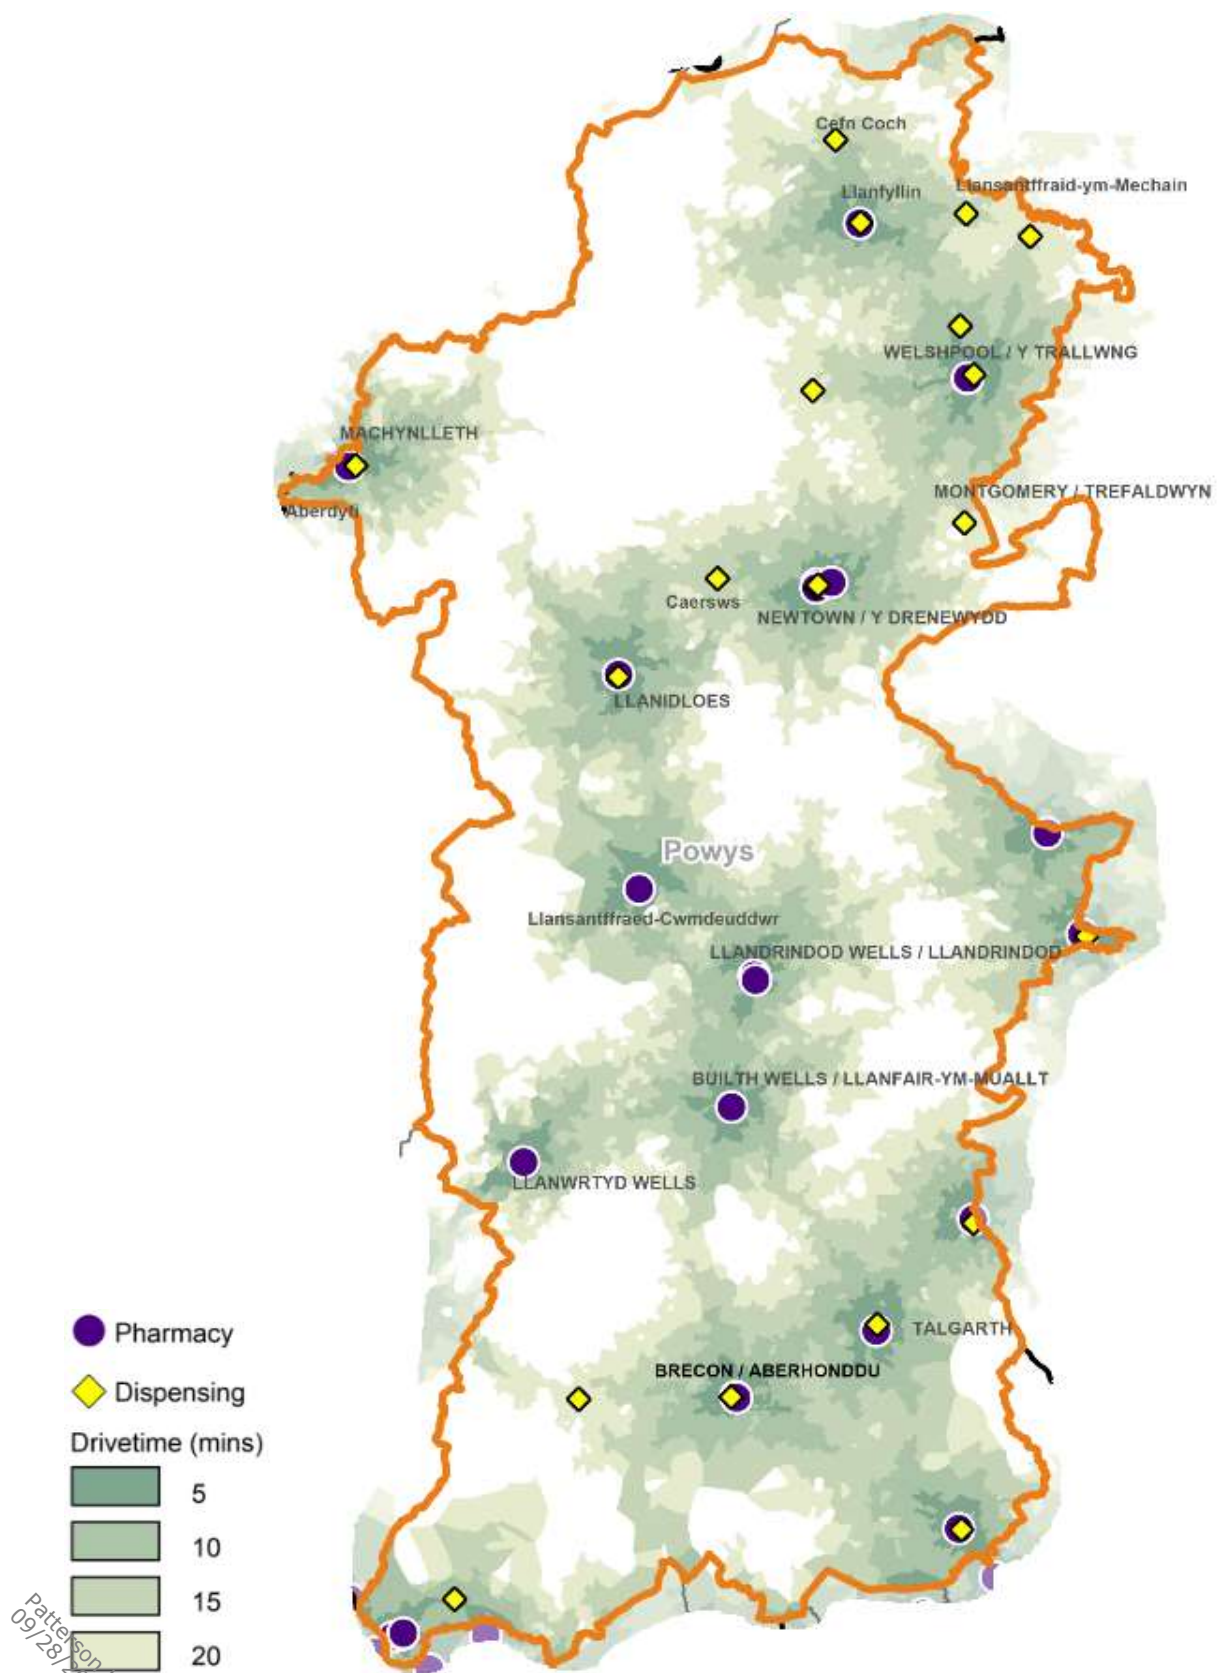 Cefn Coch
Llanfyllin
Llansantffraid-ym-Mechain
WELSHPOOL / Y TRALLWNG
MACHYNLLETH
Aberdyfi
MONTGOMERY / TREFALDWYN
Caersws
NEWTOWN / Y DRENEWYDD
LLANIDLOES
Powys
Llansantffraed-Cwmdeuddwr
LLANDRINDOD WELLS / LLANDRINDOD
BUILTH WELLS / LLANFAIR-YM-MUALLT
LLANWRTYD WELLS
TALGARTH
BRECON / ABERHONDDU
Pharmacy
Dispensing
Drivetime (mins)
5
10
15
20
Patterson